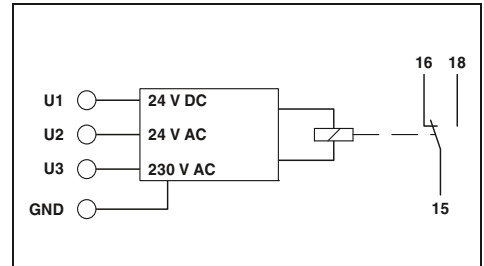 16 18
U1 24 V DC
U2 24 V AC
U3 230 V AC
GND
15